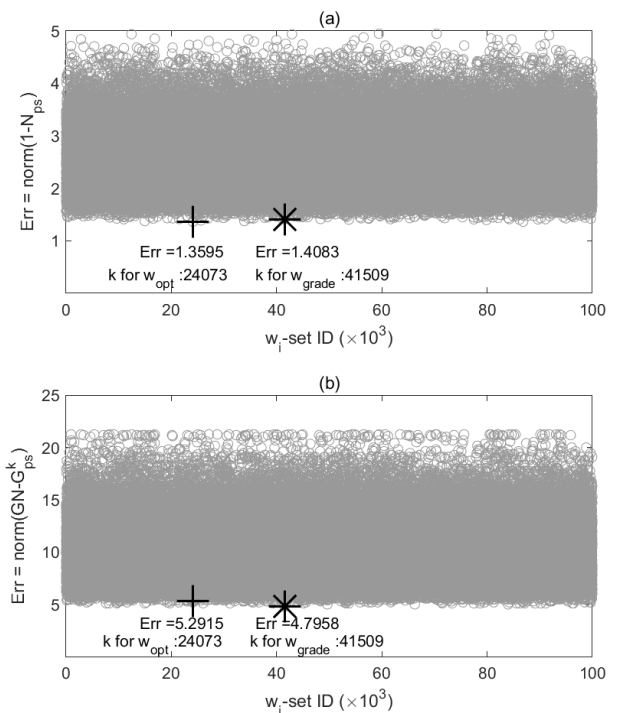 (a)
Err = norm(1-N_ps)
5
4
3
2
1
Err =1.3595 Err =1.4083
k for w_opt :24073 k for w_grade :41509
0 20 40 60 80 100
w_i-set ID (×10^3)
(b)
Err = norm(GN-G^k_ps)
25
20
15
10
5
Err =5.2915 Err =4.7958
k for w_opt :24073 k for w_grade :41509
0 20 40 60 80 100
w_i-set ID (×10^3)